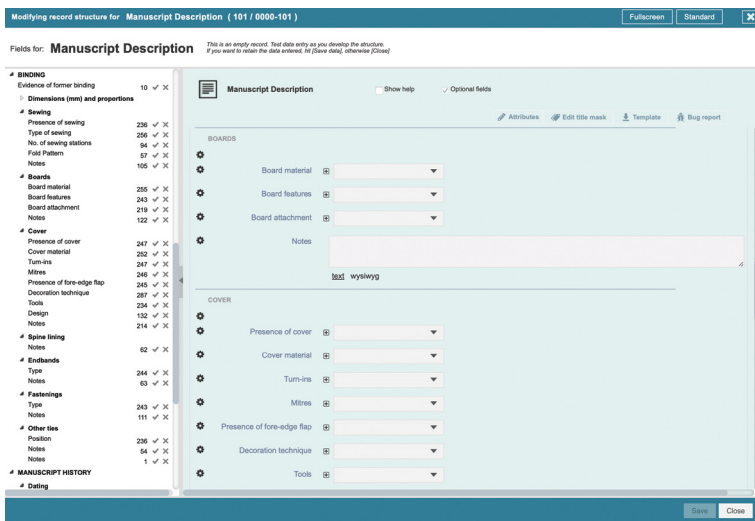 Modifying record structure for Manuscript Description ( 101 / 0000-101 )
Fullscreen Standard
Fields for: Manuscript Description
This is an empty record. Test data entry as you develop the structure.
If you want to retain the data entered, hit [Save data], otherwise [Close]
BINDING
Evidence of former binding 10
Dimensions (mm) and proportions
Sewing
Presence of sewing 236
Type of sewing 256
No. of sewing stations 94
Fold Pattern 57
Notes 105
Boards
Board material 255
Board features 243
Board attachment 219
Notes 122
Cover
Presence of cover 247
Cover material 252
Turn-ins 247
Mitres 246
Presence of fore-edge flap 245
Decoration technique 287
Tools 234
Design 132
Notes 214
Spine lining
Notes 62
Endbands
Type 244
Notes 63
Fastenings
Type 243
Notes 111
Other ties
Position 236
Notes 54
Notes 1
MANUSCRIPT HISTORY
Dating
Manuscript Description
Show help
Optional fields
Attributes Edit title mask Template Bug report
BOARDS
Board material
Board features
Board attachment
Notes
text wysiwyg
COVER
Presence of cover
Cover material
Turn-ins
Mitres
Presence of fore-edge flap
Decoration technique
Tools
Save Close